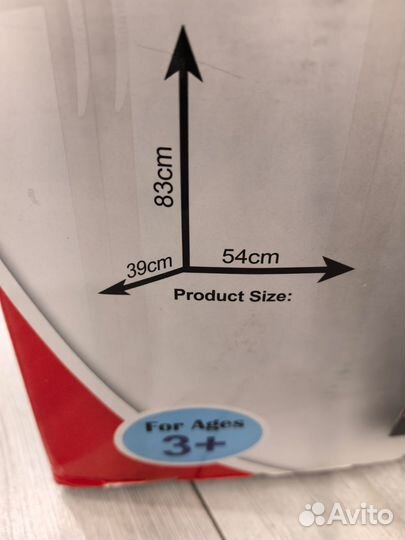 83cm
39cm
54cm
Product Size:
For Ages
3+
Avito